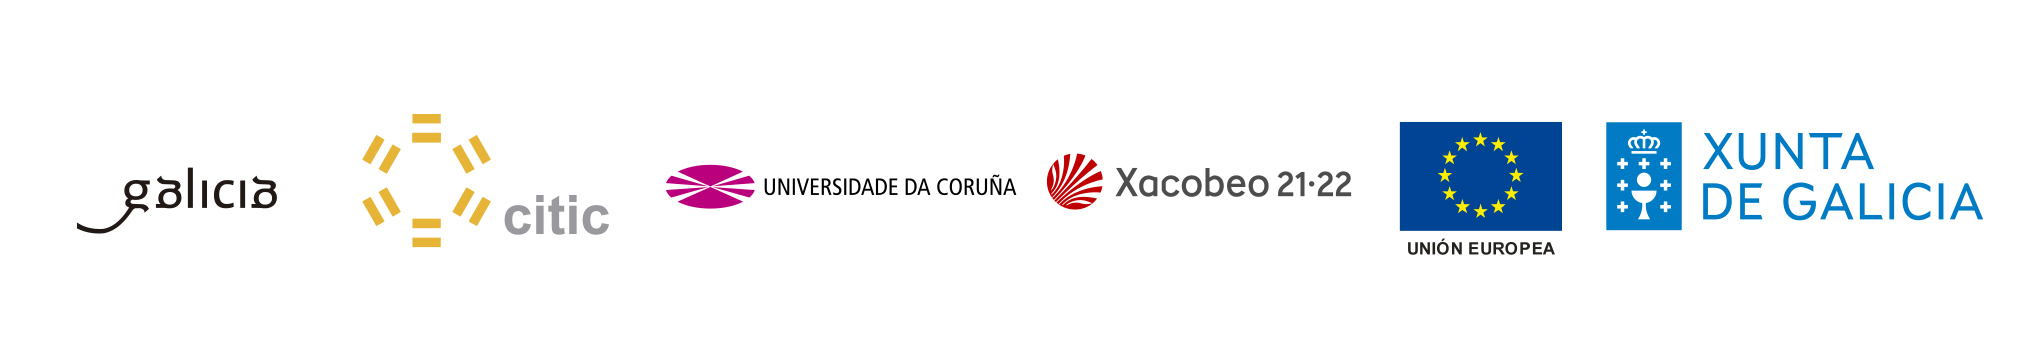 galicia
citic
UNIVERSIDADE DA CORUÑA
Xacobeo 21·22
UNIÓN EUROPEA
XUNTA
DE GALICIA